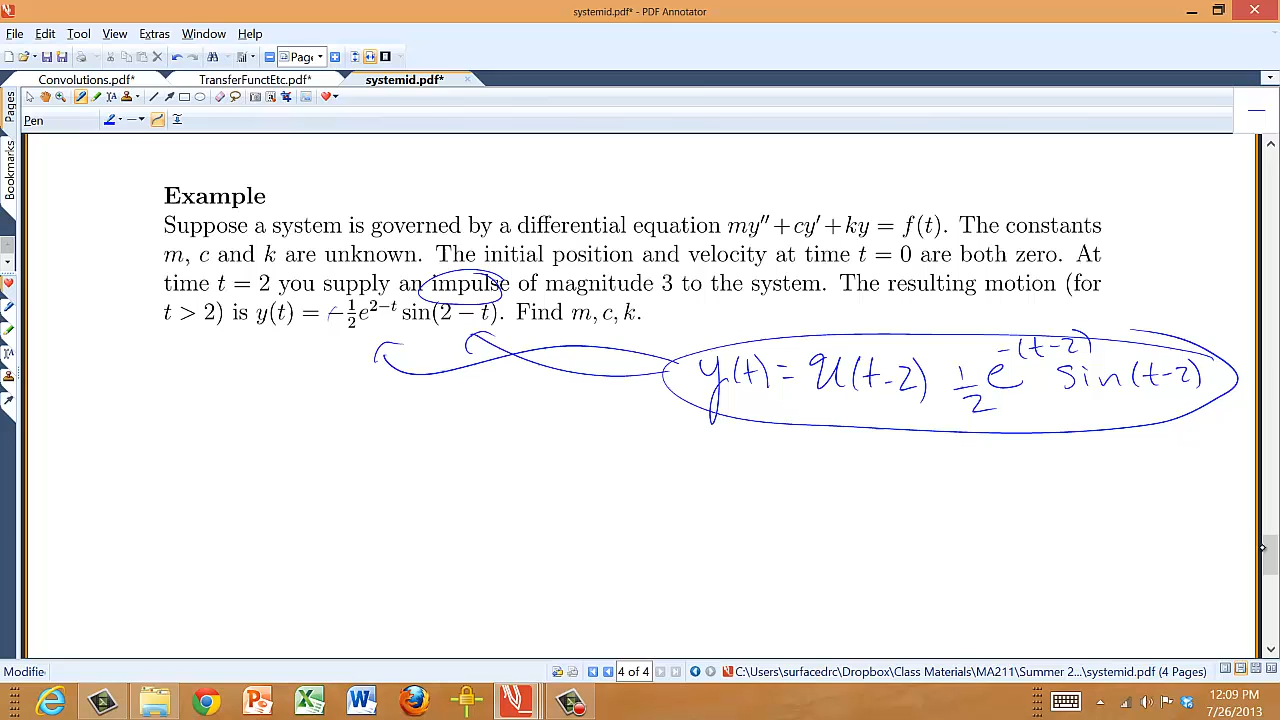 systemid.pdf* - PDF Annotator
File Edit Tool View Extras Window Help
Page
Convolutions.pdf* TransferFunctEtc.pdf* systemid.pdf*
Pen
Pages
Bookmarks
Example
Suppose a system is governed by a differential equation my″ + cy′ + ky = f(t). The constants
m, c and k are unknown. The initial position and velocity at time t = 0 are both zero. At
time t = 2 you supply an impulse of magnitude 3 to the system. The resulting motion (for
t > 2) is y(t) = −½e^{2−t} sin(2 − t). Find m, c, k.
y(t) = U(t-2) ½ e^{-(t-2)} sin(t-2)
Modifie 4 of 4 C:\Users\surfacedrc\Dropbox\Class Materials\MA211\Summer 2...\systemid.pdf (4 Pages)
12:09 PM
7/26/2013